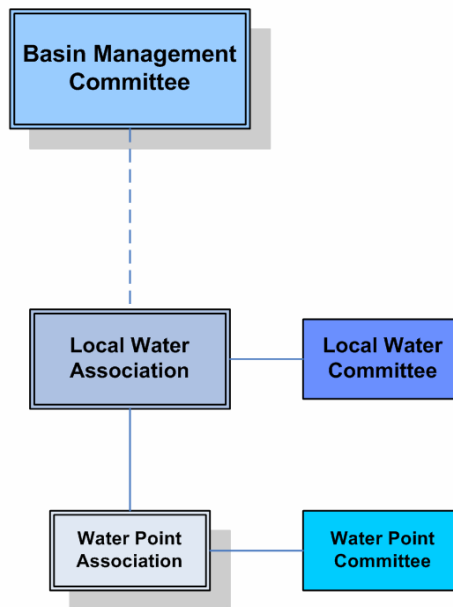 Basin Management
Committee
Local Water
Association
Local Water
Committee
Water Point
Association
Water Point
Committee